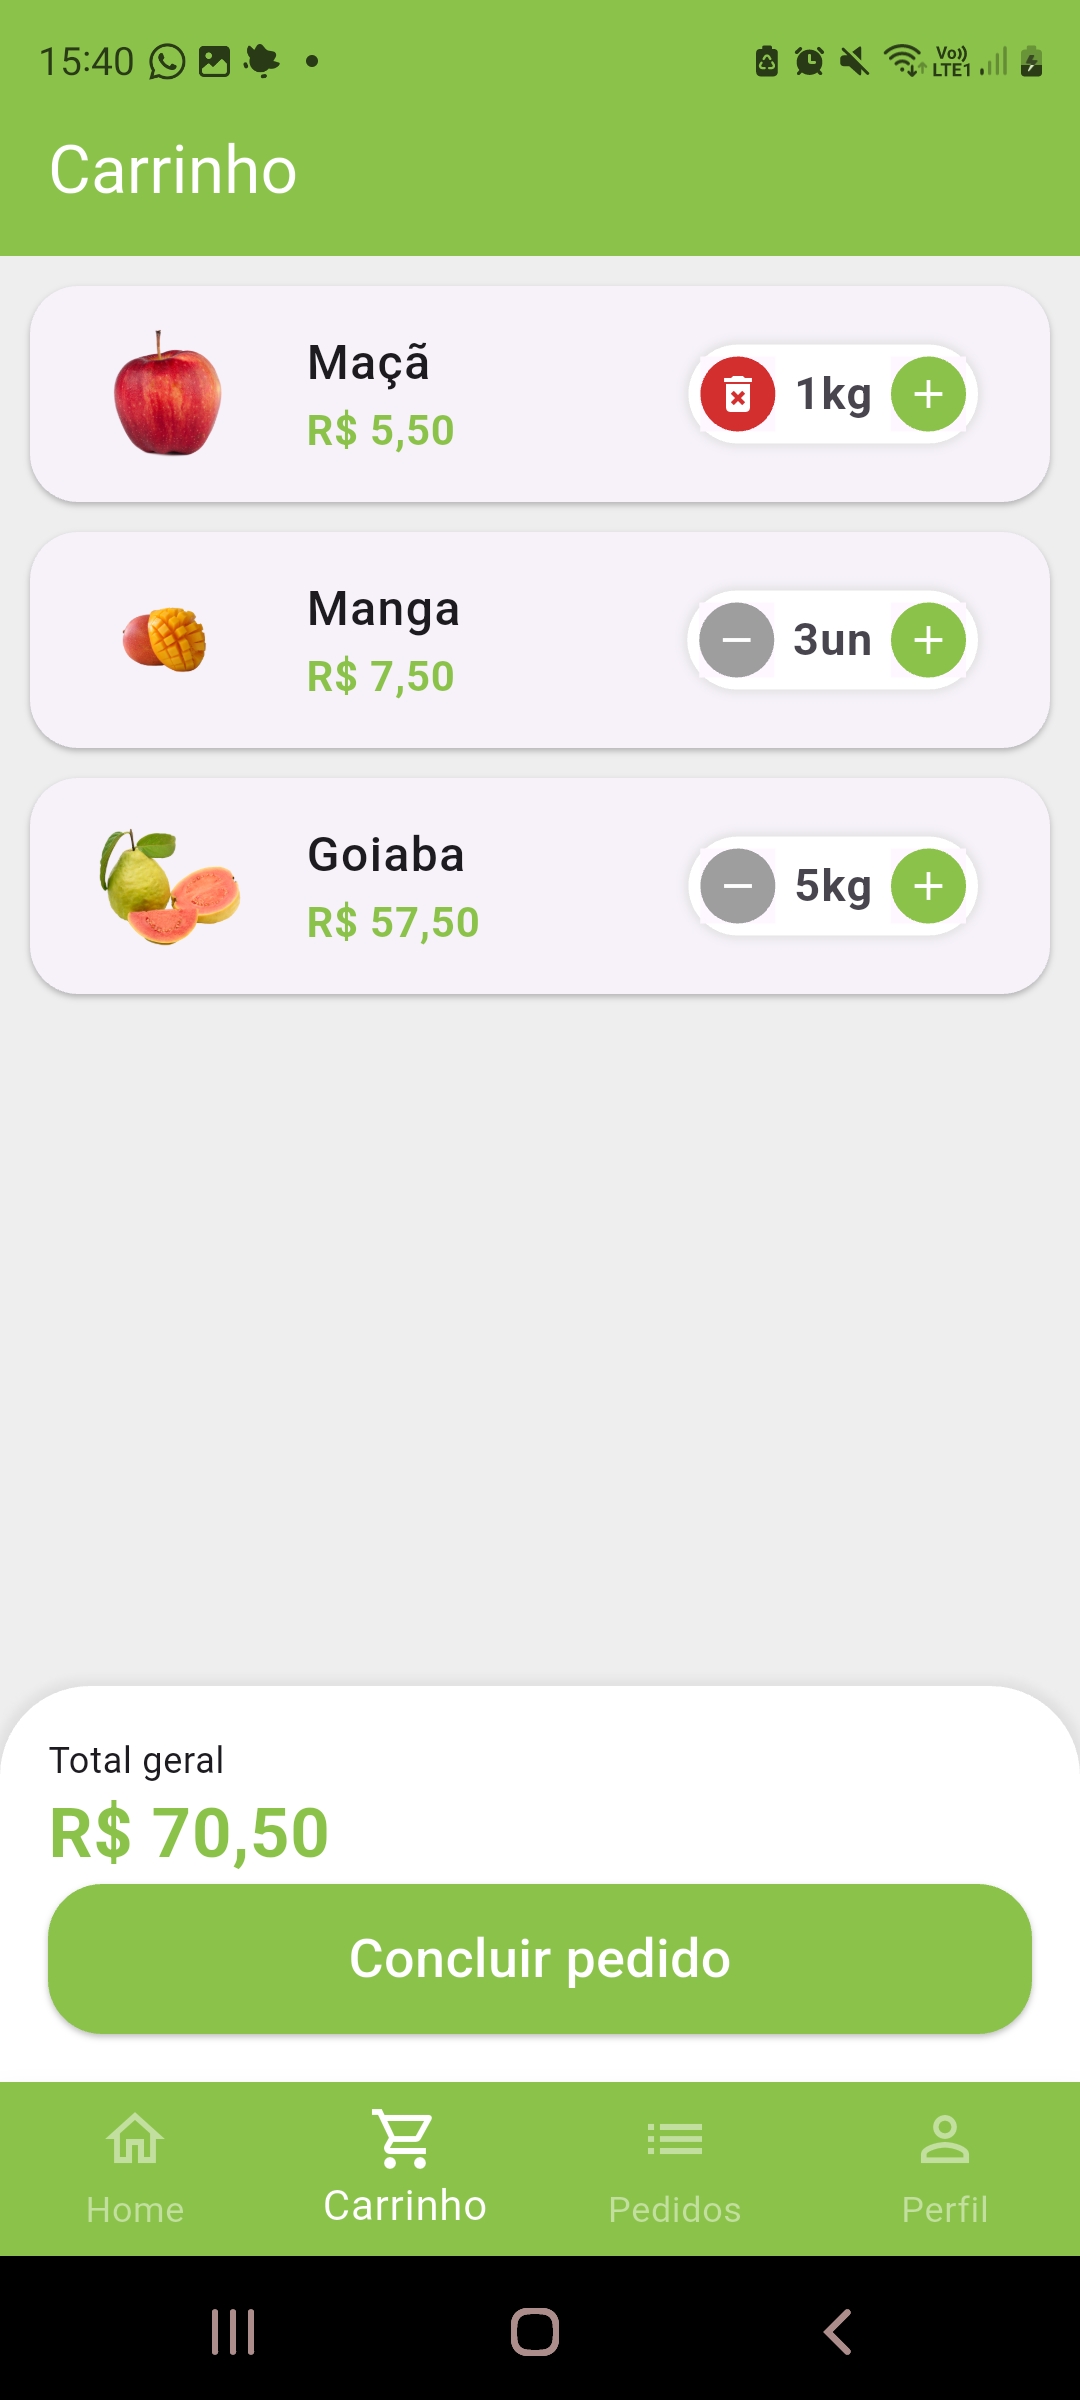 15:40
Vo)) LTE1
Carrinho
Maçã
R$ 5,50
1kg
Manga
R$ 7,50
3un
Goiaba
R$ 57,50
5kg
Total geral
R$ 70,50
Concluir pedido
Home
Carrinho
Pedidos
Perfil